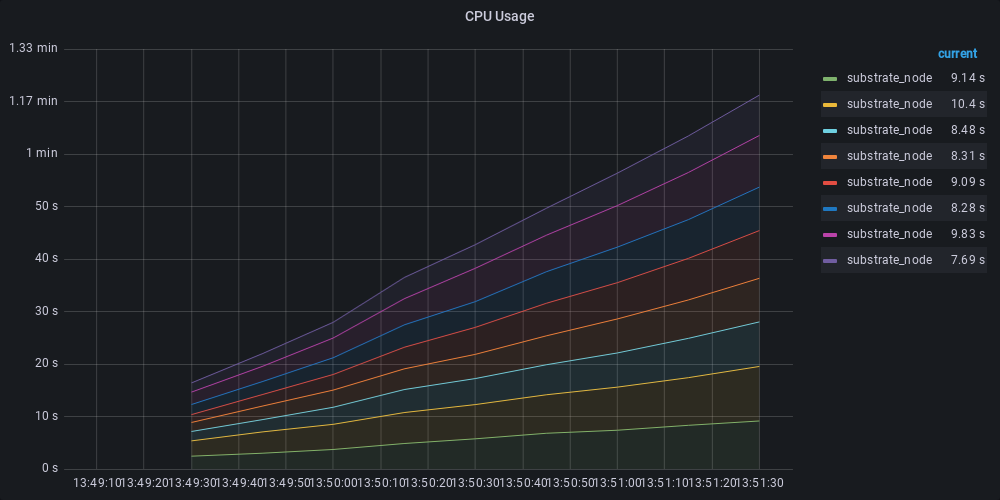 CPU Usage
1.33 min
1.17 min
1 min
50 s
40 s
30 s
20 s
10 s
0 s
13:49:10 13:49:20 13:49:30 13:49:40 13:49:50 13:50:00 13:50:10 13:50:20 13:50:30 13:50:40 13:50:50 13:51:00 13:51:10 13:51:20 13:51:30
current
substrate_node 9.14 s
substrate_node 10.4 s
substrate_node 8.48 s
substrate_node 8.31 s
substrate_node 9.09 s
substrate_node 8.28 s
substrate_node 9.83 s
substrate_node 7.69 s